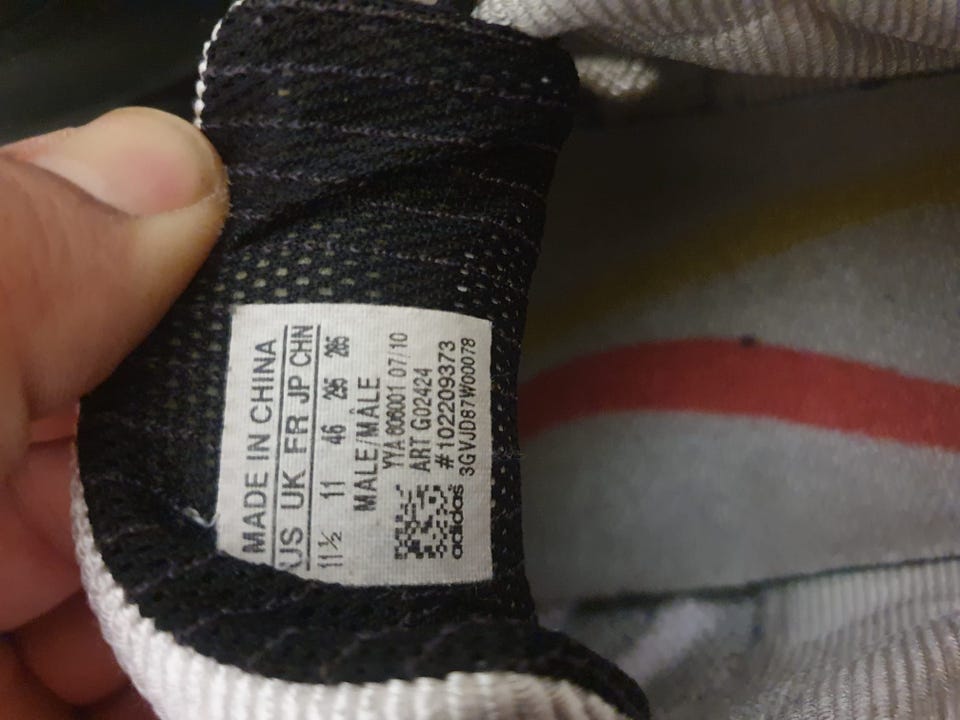 MADE IN CHINA
US UK FR JP CHN
11½ 11 46 295 285
MALE/MÂLE
YYA 606001 07/10
ART G02424
#102209373
3GVJD87W00078
adidas